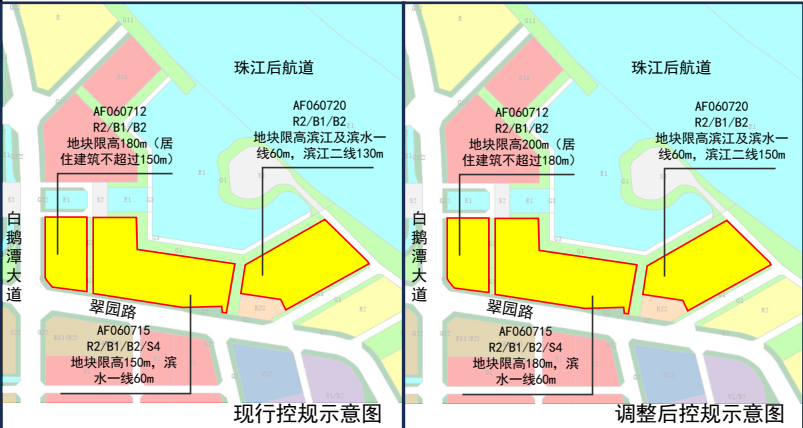 珠江后航道
AF060712
R2/B1/B2
地块限高180m（居
住建筑不超过150m）
AF060720
R2/B1/B2
地块限高滨江及滨水一
线60m，滨江二线130m
白鹅潭大道
翠园路
AF060715
R2/B1/B2/S4
地块限高150m，滨
水一线60m
现行控规示意图
珠江后航道
AF060712
R2/B1/B2
地块限高200m（居
住建筑不超过180m）
AF060720
R2/B1/B2
地块限高滨江及滨水一
线60m，滨江二线150m
白鹅潭大道
翠园路
AF060715
R2/B1/B2/S4
地块限高180m，滨
水一线60m
调整后控规示意图